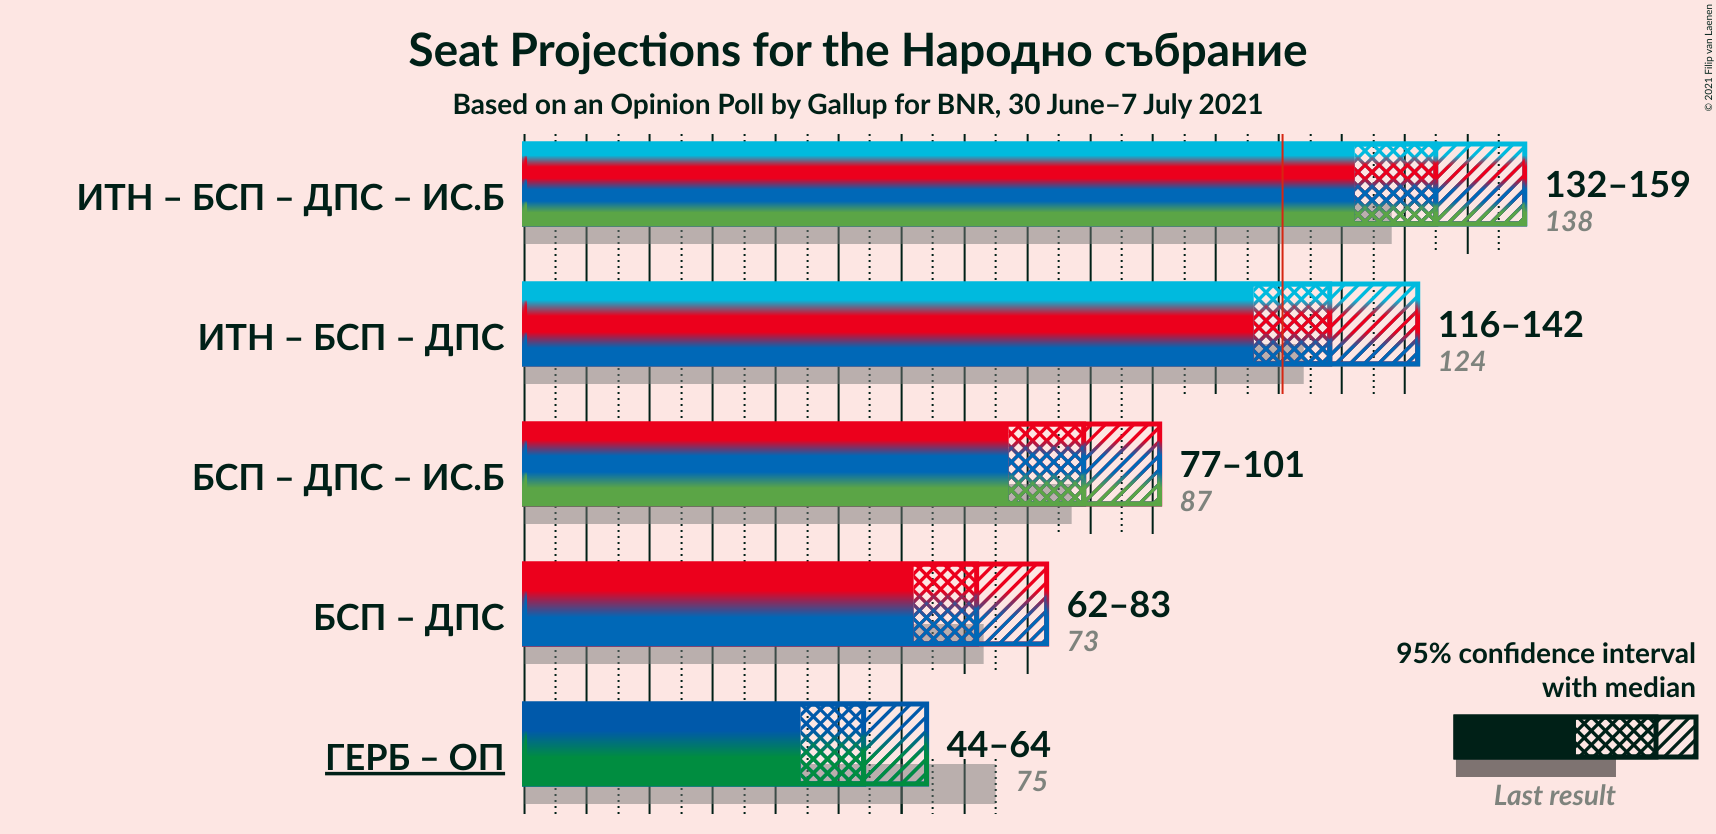 Seat Projections for the Народно събрание
Based on an Opinion Poll by Gallup for BNR, 30 June–7 July 2021
© 2021 Filip van Laenen
ИТН – БСП – ДПС – ИС.Б
132–159
138
ИТН – БСП – ДПС
116–142
124
БСП – ДПС – ИС.Б
77–101
87
БСП – ДПС
62–83
73
ГЕРБ – ОП
44–64
75
95% confidence interval
with median
Last result